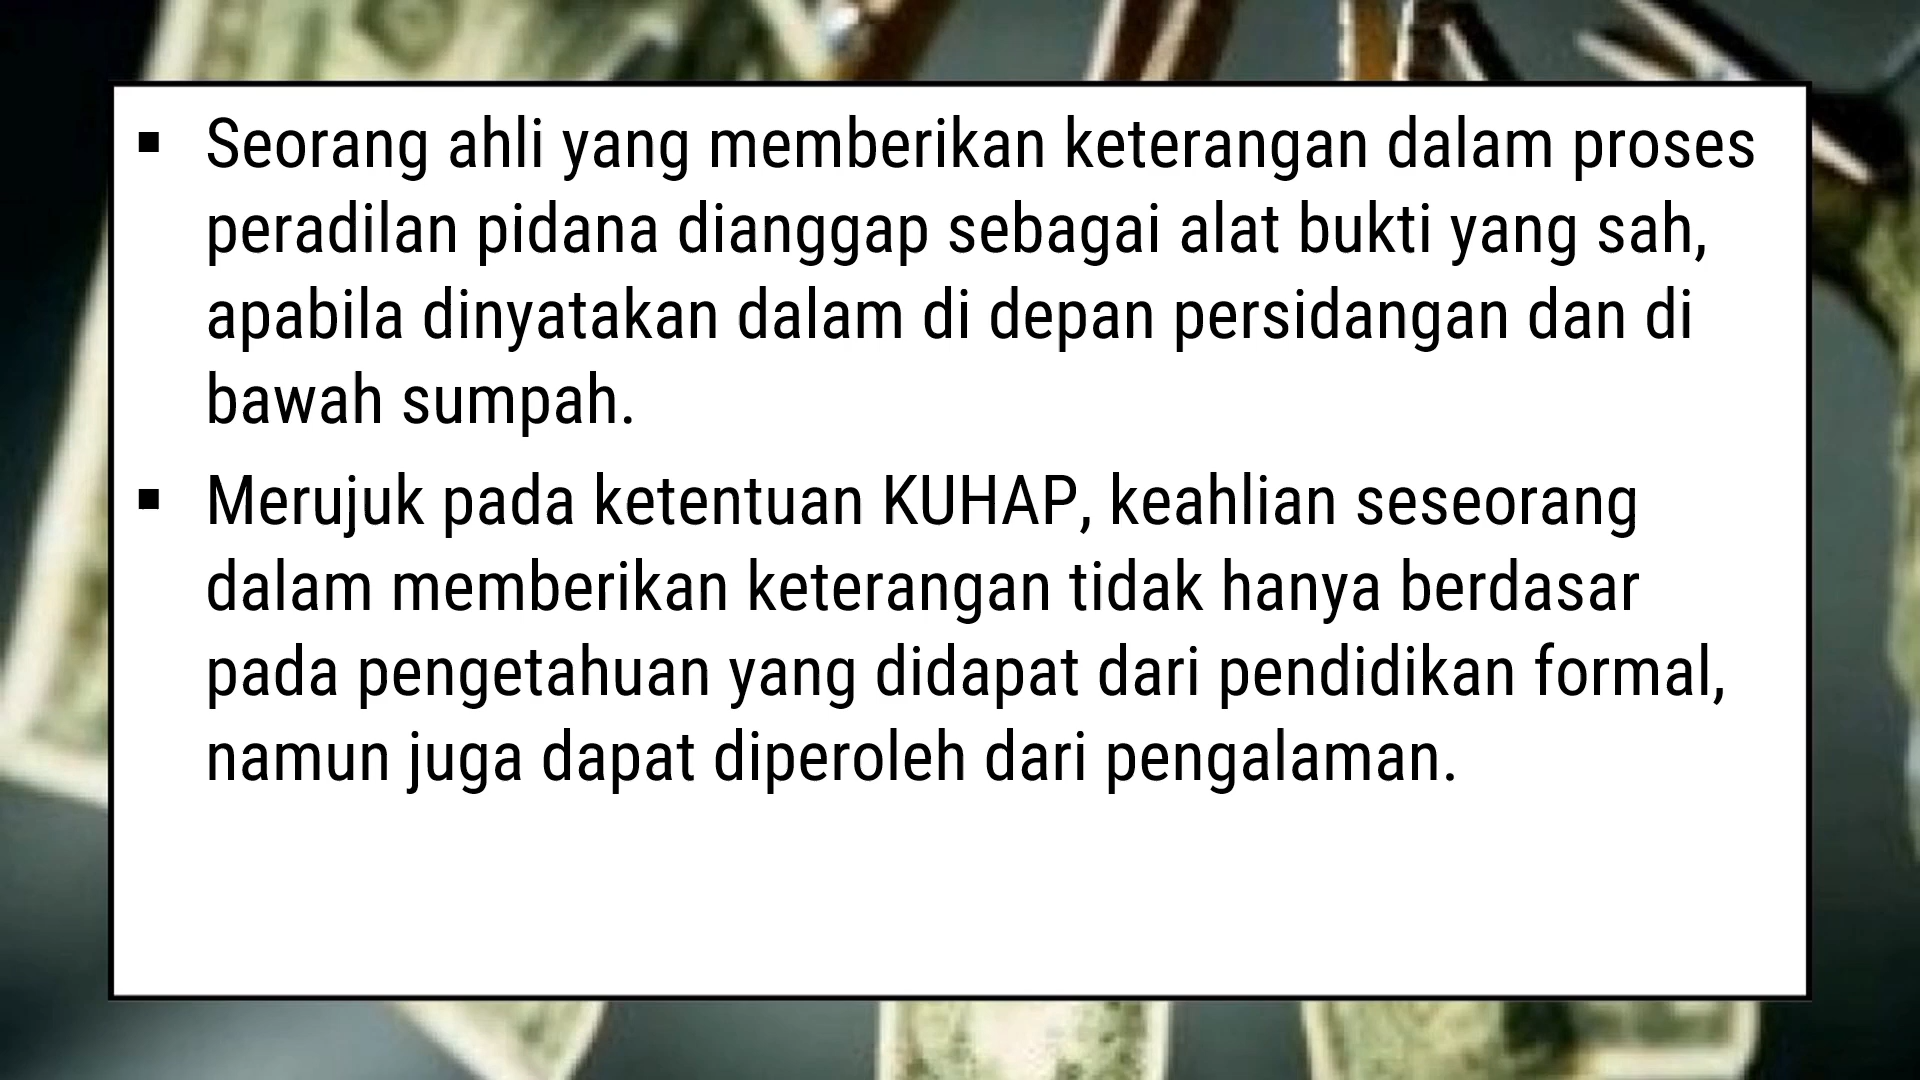 ▪ Seorang ahli yang memberikan keterangan dalam proses
peradilan pidana dianggap sebagai alat bukti yang sah,
apabila dinyatakan dalam di depan persidangan dan di
bawah sumpah.
▪ Merujuk pada ketentuan KUHAP, keahlian seseorang
dalam memberikan keterangan tidak hanya berdasar
pada pengetahuan yang didapat dari pendidikan formal,
namun juga dapat diperoleh dari pengalaman.